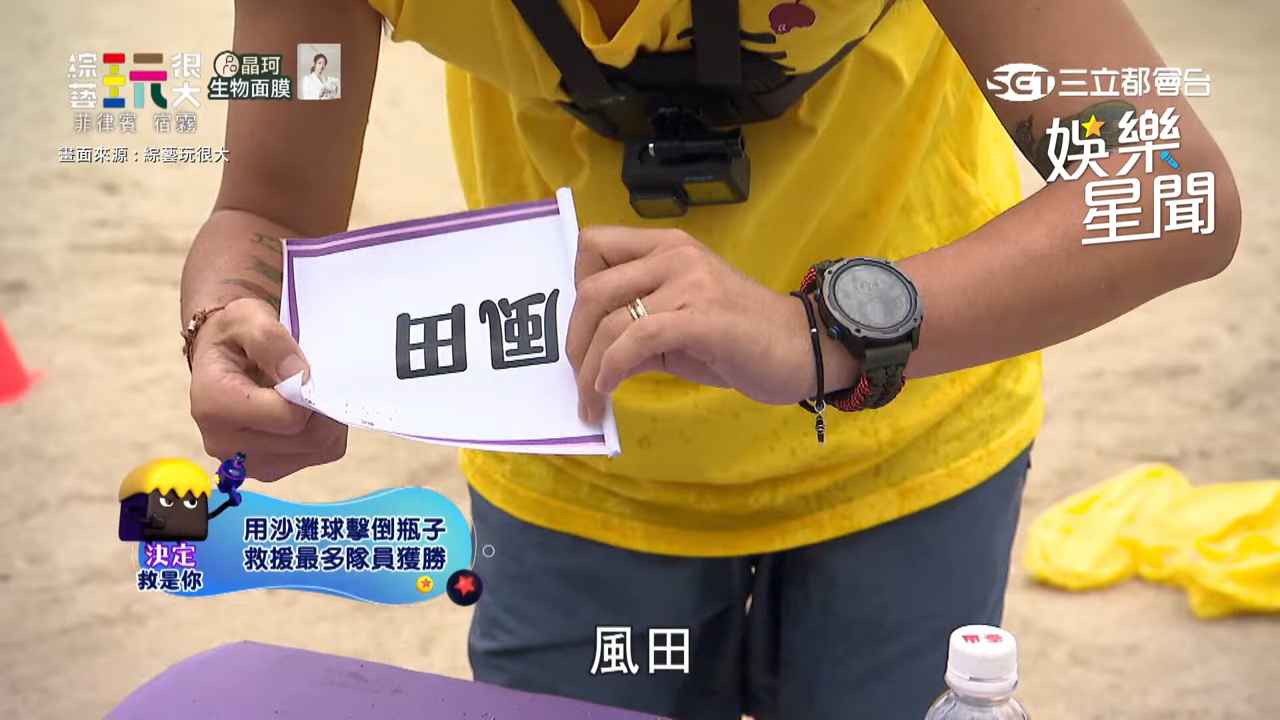 綜藝玩很大
菲律賓 宿霧
品晶珂
生物面膜
畫面來源：綜藝玩很大
SET 三立都會台
娛樂星聞
風田
決定
救是你
用沙灘球擊倒瓶子
救援最多隊員獲勝
風田